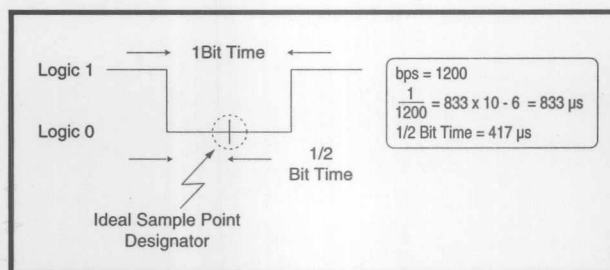 1Bit Time
Logic 1
Logic 0
1/2
Bit Time
Ideal Sample Point
Designator
bps = 1200
1
1200 = 833 x 10 - 6 = 833 µs
1/2 Bit Time = 417 µs